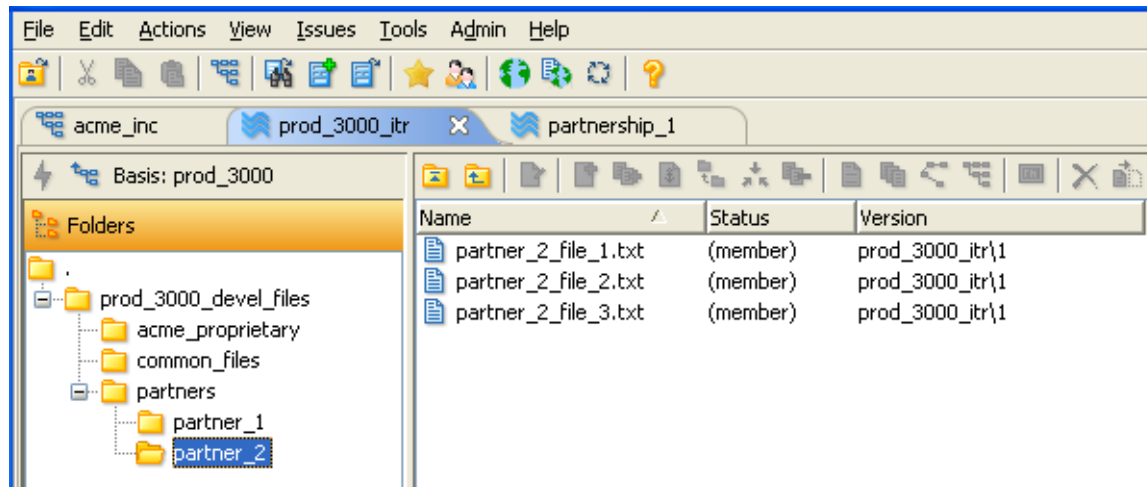 File Edit Actions View Issues Tools Admin Help
acme_inc prod_3000_itr partnership_1
Basis: prod_3000
Folders
.
prod_3000_devel_files
acme_proprietary
common_files
partners
partner_1
partner_2
Name Status Version
partner_2_file_1.txt (member) prod_3000_itr\1
partner_2_file_2.txt (member) prod_3000_itr\1
partner_2_file_3.txt (member) prod_3000_itr\1